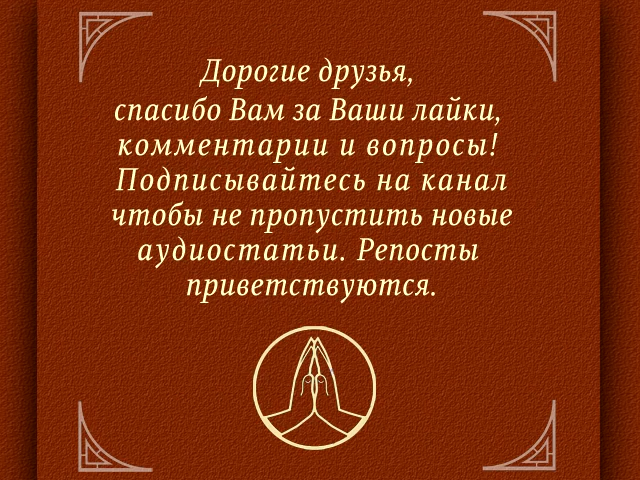 Дорогие друзья,
спасибо Вам за Ваши лайки,
комментарии и вопросы!
Подписывайтесь на канал
чтобы не пропустить новые
аудиостатьи. Репосты
приветствуются.